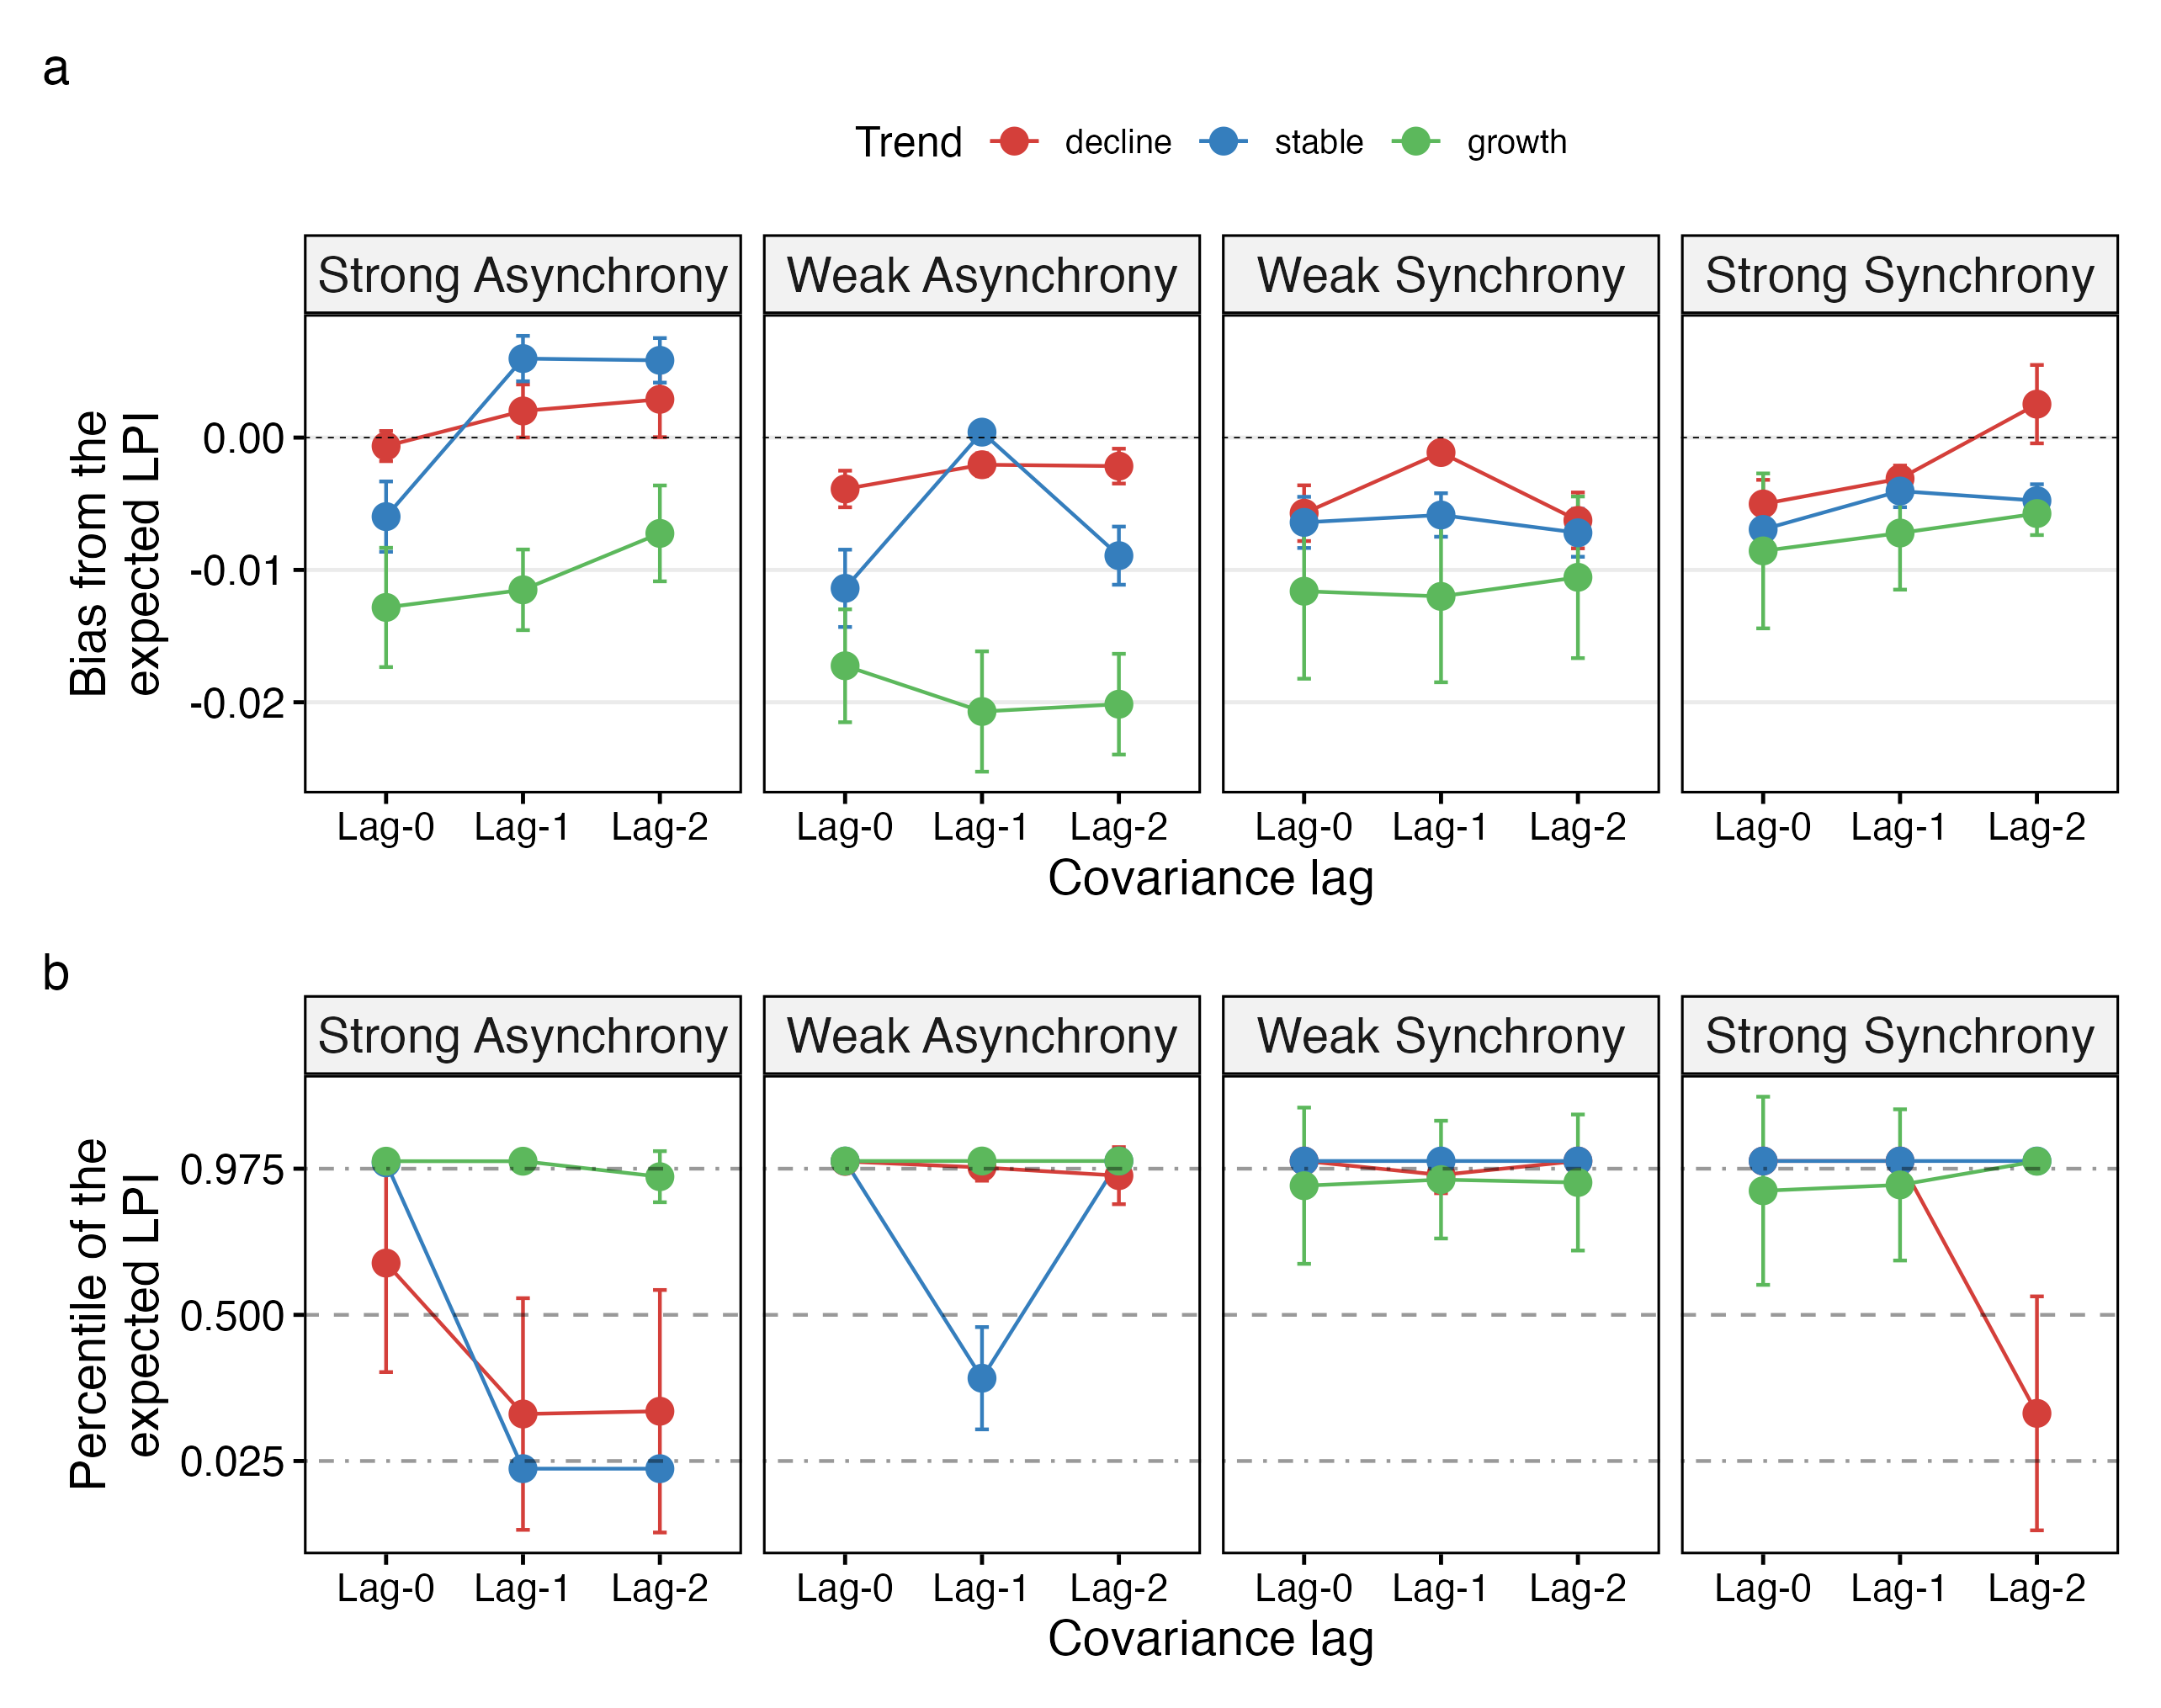 a
Trend decline stable growth
Strong Asynchrony Weak Asynchrony Weak Synchrony Strong Synchrony
Bias from the
expected LPI
0.00
-0.01
-0.02
Lag-0 Lag-1 Lag-2 Lag-0 Lag-1 Lag-2 Lag-0 Lag-1 Lag-2 Lag-0 Lag-1 Lag-2
Covariance lag
b
Strong Asynchrony Weak Asynchrony Weak Synchrony Strong Synchrony
Percentile of the
expected LPI
0.975
0.500
0.025
Lag-0 Lag-1 Lag-2 Lag-0 Lag-1 Lag-2 Lag-0 Lag-1 Lag-2 Lag-0 Lag-1 Lag-2
Covariance lag